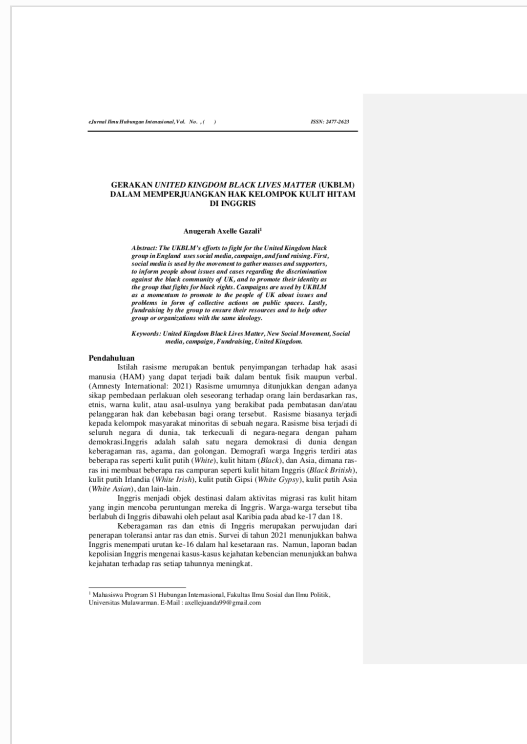 eJurnal Ilmu Hubungan Intenasional, Vol. No. , ( ) ISSN: 2477-2623
GERAKAN UNITED KINGDOM BLACK LIVES MATTER (UKBLM)
DALAM MEMPERJUANGKAN HAK KELOMPOK KULIT HITAM
DI INGGRIS
Anugerah Axelle Gazali¹
Abstract: The UKBLM's efforts to fight for the United Kingdom black
group in England uses social media, campaign, and fund raising. First,
social media is used by the movement to gather masses and supporters,
to inform people about issues and cases regarding the discrimination
against the black community of UK, and to promote their identity as
the group that fights for black rights. Campaigns are used by UKBLM
as a momentum to promote to the people of UK about issues and
problems in form of collective actions on public spaces. Lastly,
fundraising by the group to ensure their resources and to help other
group or organizations with the same ideology.
Keywords: United Kingdom Black Lives Matter, New Social Movement, Social
media, campaign, Fundraising, United Kingdom.
Pendahuluan
Istilah rasisme merupakan bentuk penyimpangan terhadap hak asasi
manusia (HAM) yang dapat terjadi baik dalam bentuk fisik maupun verbal.
(Amnesty International: 2021) Rasisme umumnya ditunjukkan dengan adanya
sikap pembedaan perlakuan oleh seseorang terhadap orang lain berdasarkan ras,
etnis, warna kulit, atau asal-usulnya yang berakibat pada pembatasan dan/atau
pelanggaran hak dan kebebasan bagi orang tersebut. Rasisme biasanya terjadi
kepada kelompok masyarakat minoritas di sebuah negara. Rasisme bisa terjadi di
seluruh negara di dunia, tak terkecuali di negara-negara dengan paham
demokrasi.Inggris adalah salah satu negara demokrasi di dunia dengan
keberagaman ras, agama, dan golongan. Demografi warga Inggris terdiri atas
beberapa ras seperti kulit putih (White), kulit hitam (Black), dan Asia, dimana ras-
ras ini membuat beberapa ras campuran seperti kulit hitam Inggris (Black British),
kulit putih Irlandia (White Irish), kulit putih Gipsi (White Gypsy), kulit putih Asia
(White Asian), dan lain-lain.
Inggris menjadi objek destinasi dalam aktivitas migrasi ras kulit hitam
yang ingin mencoba peruntungan mereka di Inggris. Warga-warga tersebut tiba
berlabuh di Inggris dibawahi oleh pelaut asal Karibia pada abad ke-17 dan 18.
Keberagaman ras dan etnis di Inggris merupakan perwujudan dari
penerapan toleransi antar ras dan etnis. Survei di tahun 2021 menunjukkan bahwa
Inggris menempati urutan ke-16 dalam hal kesetaraan ras. Namun, laporan badan
kepolisian Inggris mengenai kasus-kasus kejahatan kebencian menunjukkan bahwa
kejahatan terhadap ras setiap tahunnya meningkat.
¹ Mahasiswa Program S1 Hubungan Internasional, Fakultas Ilmu Sosial dan Ilmu Politik,
Universitas Mulawarman. E-Mail : axellejuanda99@gmail.com